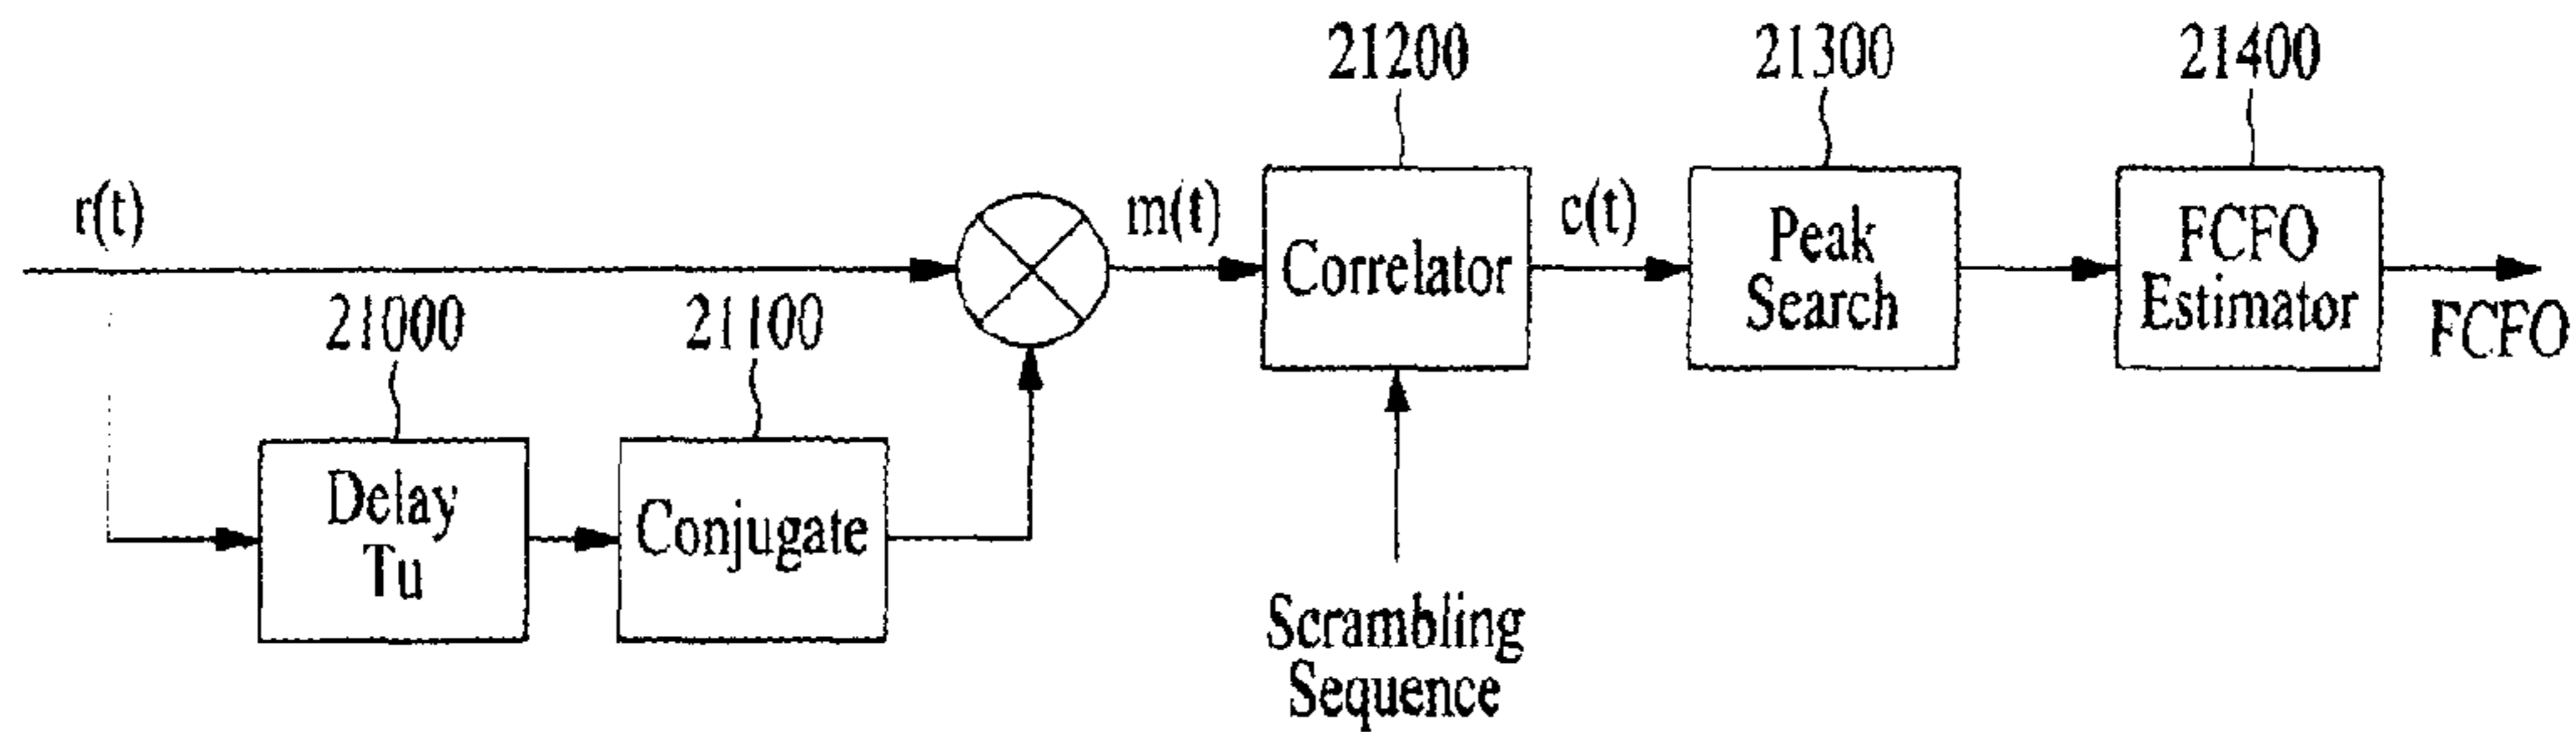 21200
21300
21400
r(t)
m(t)
Correlator
c(t)
Peak
Search
FCFO
Estimator
FCFO
21000
21100
Delay
Tu
Conjugate
Scrambling
Sequence